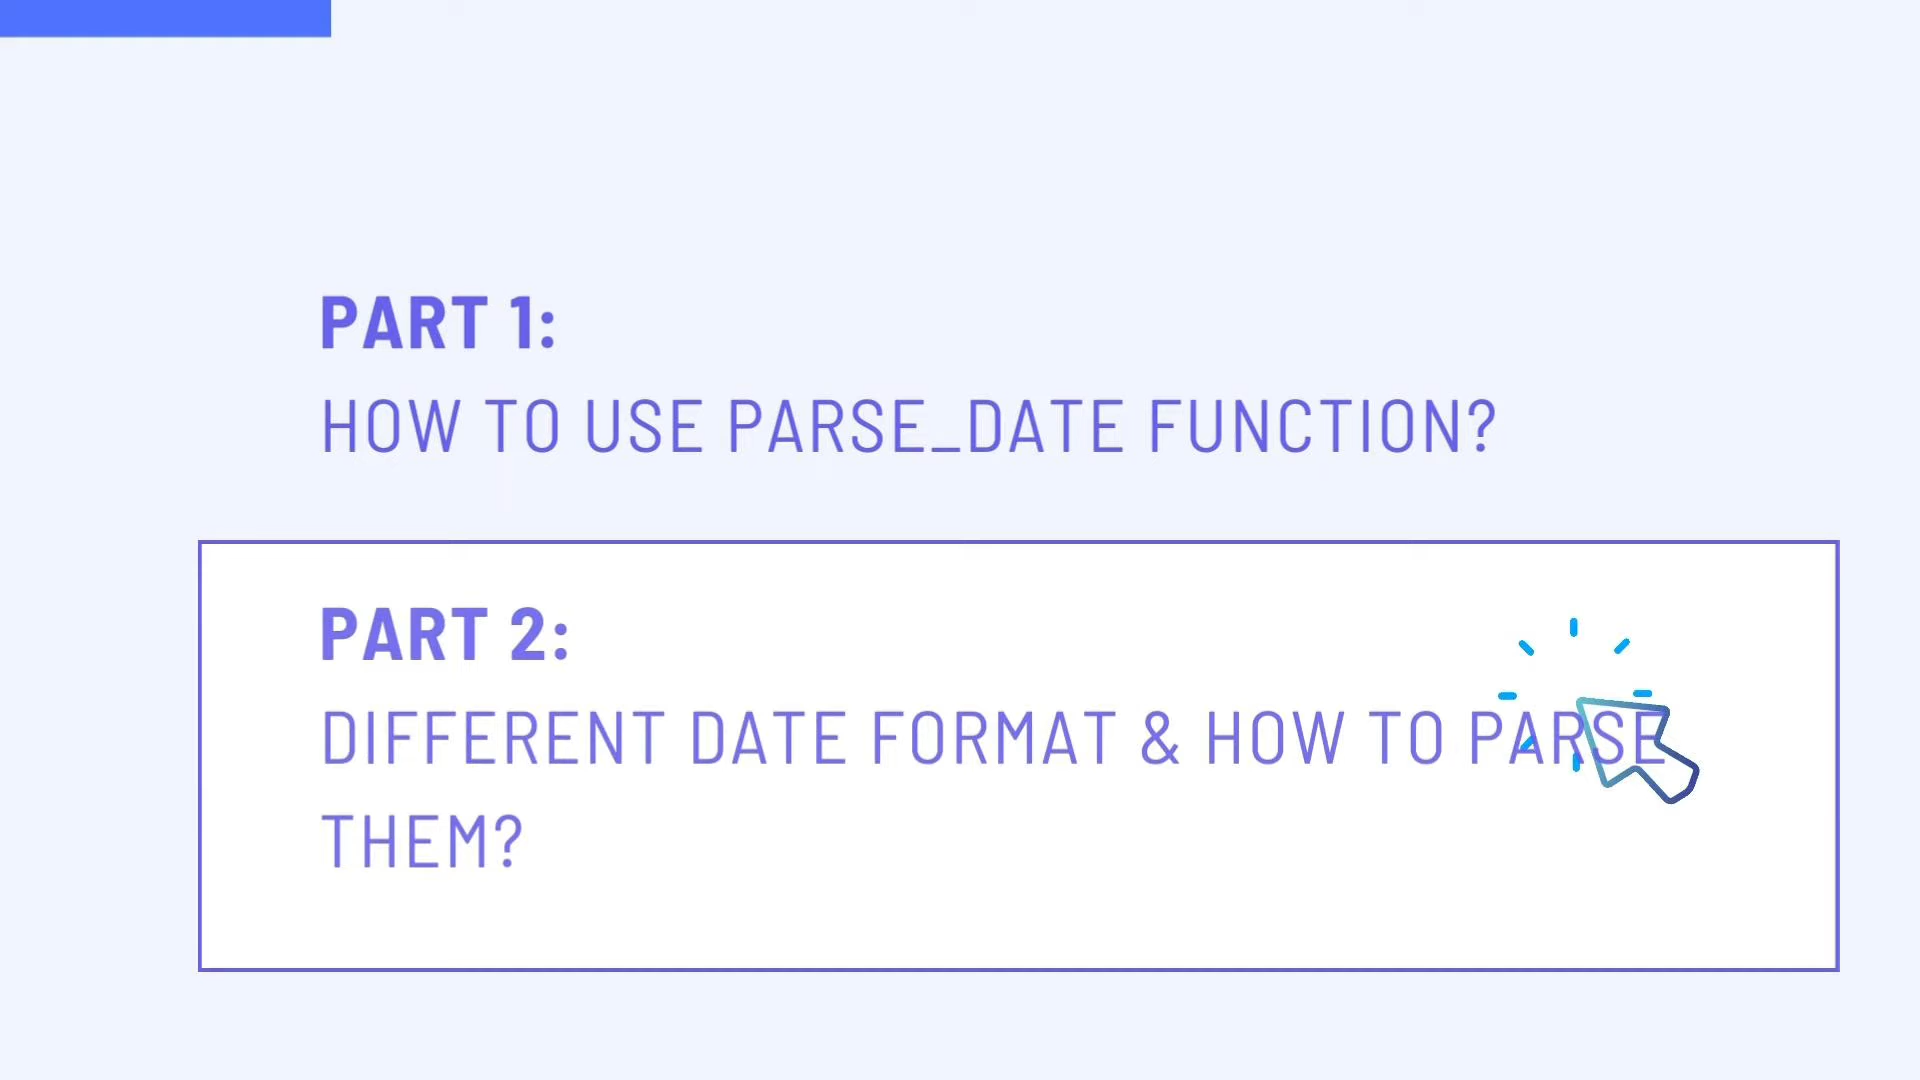 PART 1:
HOW TO USE PARSE_DATE FUNCTION?
PART 2:
DIFFERENT DATE FORMAT & HOW TO PARSE
THEM?